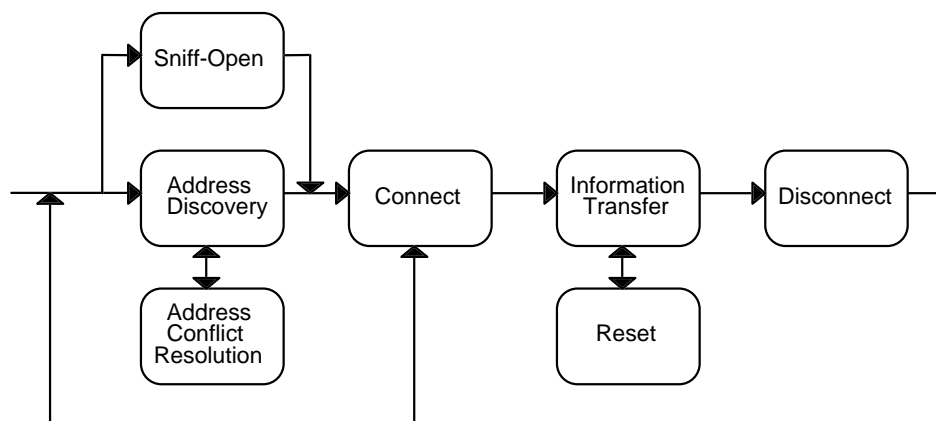 Sniff-Open
Address
Discovery
Connect
Information
Transfer
Disconnect
Address
Conflict
Resolution
Reset